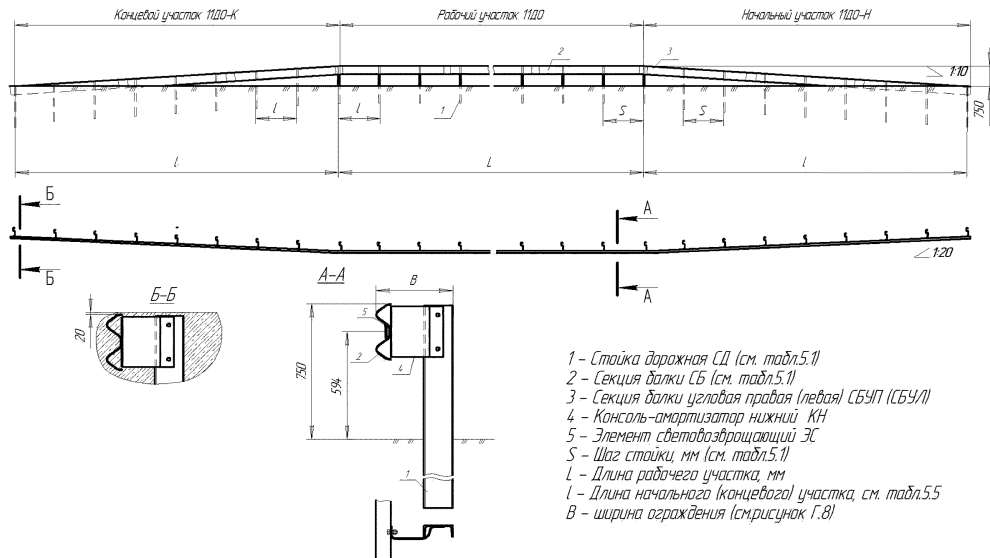 Концевой участок 11ДО-К
Рабочий участок 11ДО
Начальный участок 11ДО-Н
2
3
1:10
l
l
1
S
S
750
l
L
l
Б
А
Б
А
1:20
Б-Б
20
А-А
В
5
2
4
750
594
1
1 - Стойка дорожная СД (см. табл.5.1)
2 - Секция балки СБ (см. табл.5.1)
3 - Секция балки угловая правая (левая) СБУП (СБУЛ)
4 - Консоль-амортизатор нижний КН
5 - Элемент световозврощающий ЭС
S - Шаг стойки, мм (см. табл.5.1)
L - Длина рабочего участка, мм
l - Длина начального (концевого) участка, см. табл.5.5
В - ширина ограждения (см.рисунок Г.8)